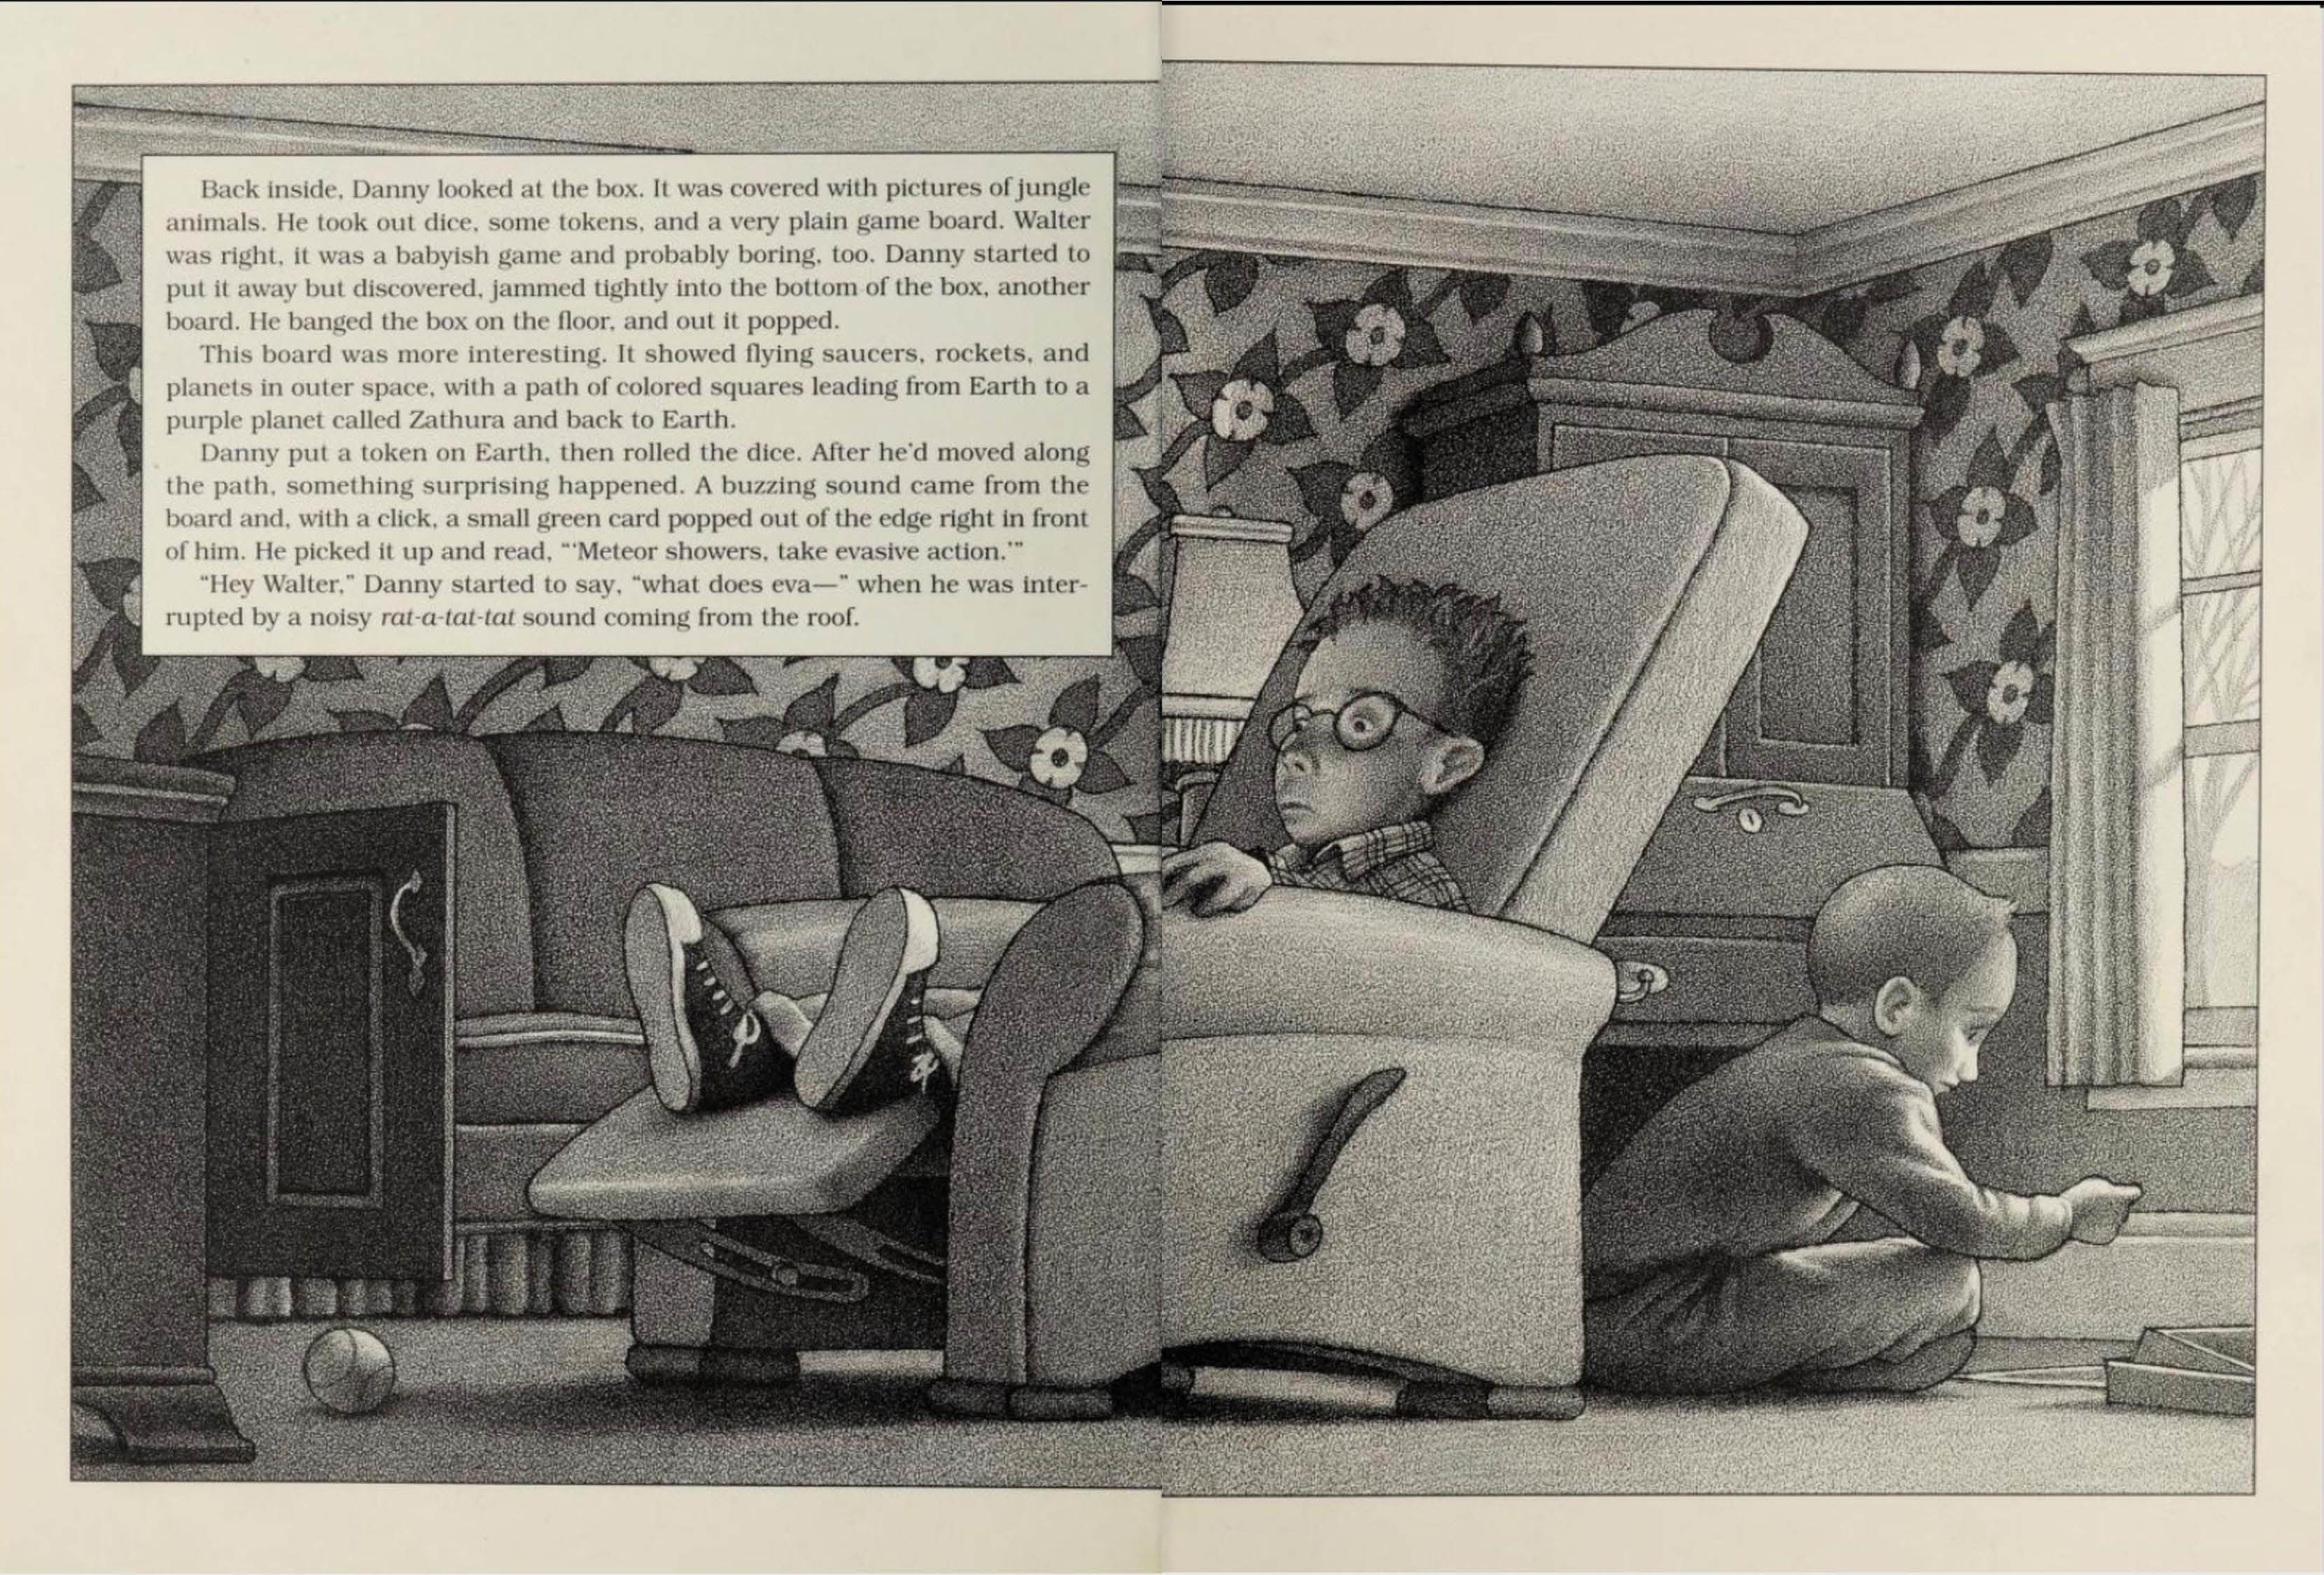 Back inside, Danny looked at the box. It was covered with pictures of jungle
animals. He took out dice, some tokens, and a very plain game board. Walter
was right, it was a babyish game and probably boring, too. Danny started to
put it away but discovered, jammed tightly into the bottom of the box, another
board. He banged the box on the floor, and out it popped.
This board was more interesting. It showed flying saucers, rockets, and
planets in outer space, with a path of colored squares leading from Earth to a
purple planet called Zathura and back to Earth.
Danny put a token on Earth, then rolled the dice. After he'd moved along
the path, something surprising happened. A buzzing sound came from the
board and, with a click, a small green card popped out of the edge right in front
of him. He picked it up and read, “‘Meteor showers, take evasive action.’”
“Hey Walter,” Danny started to say, “what does eva—” when he was inter-
rupted by a noisy rat-a-tat-tat sound coming from the roof.